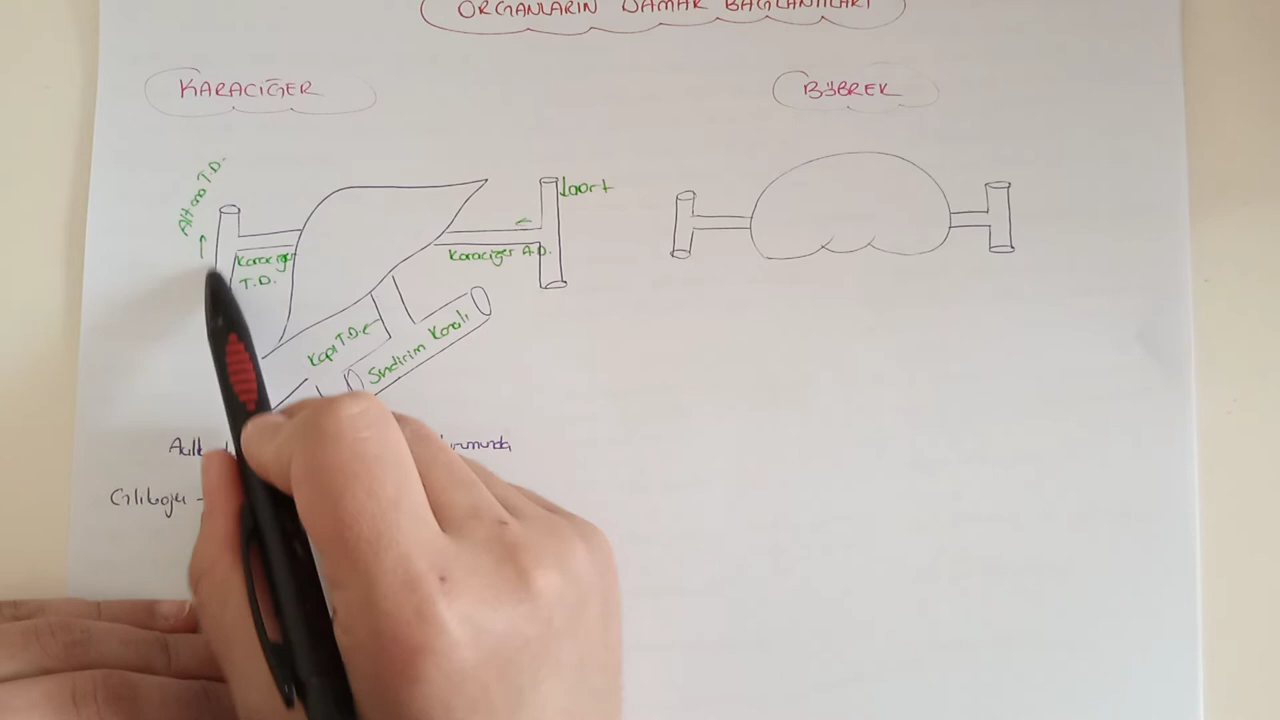 ORGANLARIN DAMAR BAĞLANTILARI
KARACİĞER
BÖBREK
Alt ana T.D.
Aort
Karaciğer
T.D.
Karaciğer A.D.
Kapı T.D.
Sindirim Kanalı